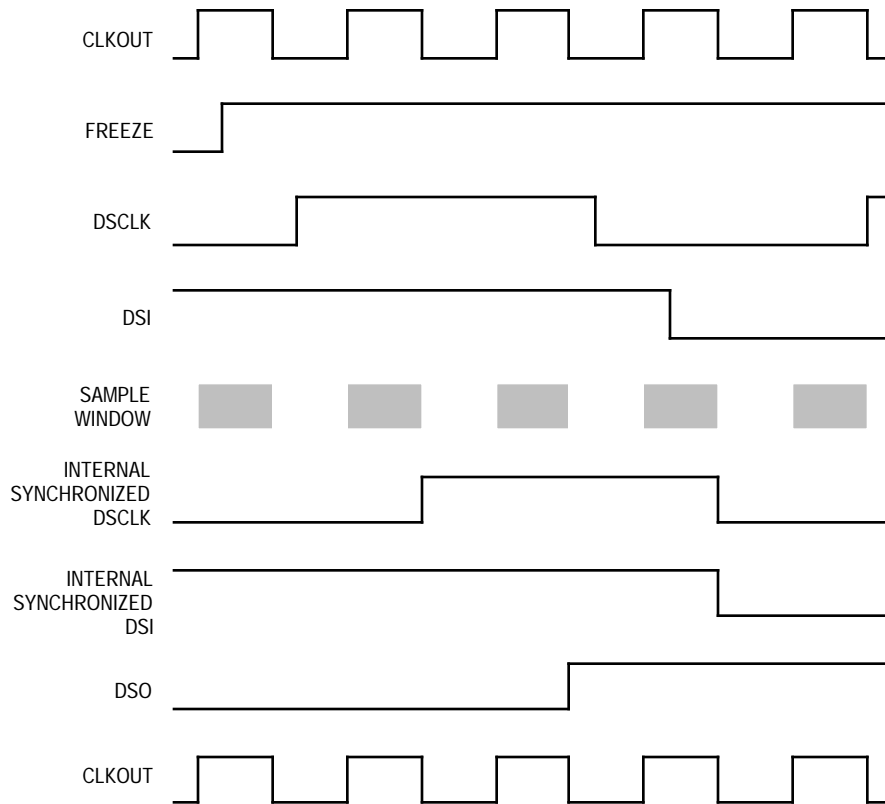 CLKOUT
FREEZE
DSCLK
DSI
SAMPLE
WINDOW
INTERNAL
SYNCHRONIZED
DSCLK
INTERNAL
SYNCHRONIZED
DSI
DSO
CLKOUT